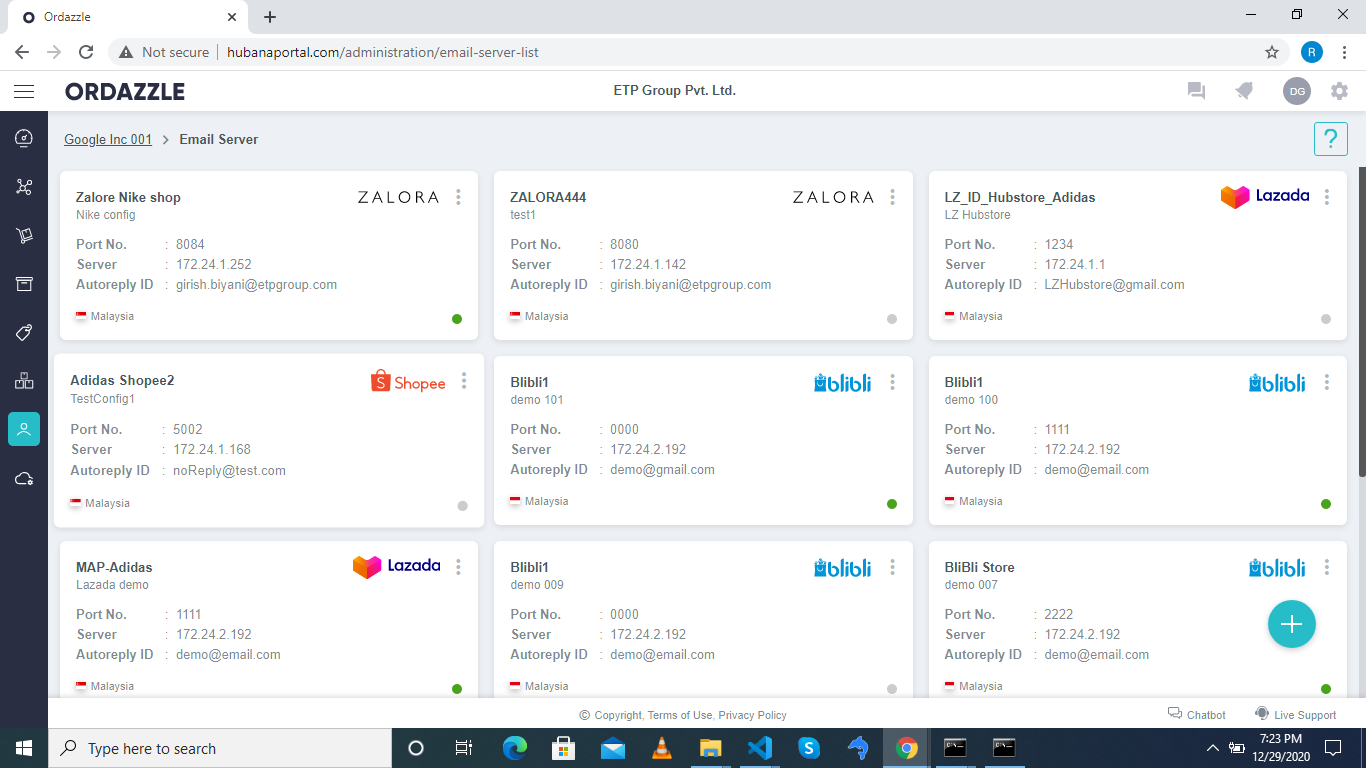 Ordazzle
Not secure
hubanaportal.com/administration/email-server-list
R
ORDAZZLE
ETP Group Pvt. Ltd.
DG
Google Inc 001 > Email Server
?
Zalore Nike shop
ZALORA
Nike config
Port No. : 8084
Server : 172.24.1.252
Autoreply ID : girish.biyani@etpgroup.com
Malaysia
ZALORA444
ZALORA
test1
Port No. : 8080
Server : 172.24.1.142
Autoreply ID : girish.biyani@etpgroup.com
Malaysia
LZ_ID_Hubstore_Adidas
Lazada
LZ Hubstore
Port No. : 1234
Server : 172.24.1.1
Autoreply ID : LZHubstore@gmail.com
Malaysia
Adidas Shopee2
S Shopee
TestConfig1
Port No. : 5002
Server : 172.24.1.168
Autoreply ID : noReply@test.com
Malaysia
Blibli1
blibli
demo 101
Port No. : 0000
Server : 172.24.2.192
Autoreply ID : demo@gmail.com
Malaysia
Blibli1
blibli
demo 100
Port No. : 1111
Server : 172.24.2.192
Autoreply ID : demo@email.com
Malaysia
MAP-Adidas
Lazada
Lazada demo
Port No. : 1111
Server : 172.24.2.192
Autoreply ID : demo@email.com
Malaysia
Blibli1
blibli
demo 009
Port No. : 0000
Server : 172.24.2.192
Autoreply ID : demo@email.com
Malaysia
BliBli Store
blibli
demo 007
Port No. : 2222
Server : 172.24.2.192
Autoreply ID : demo@email.com
Malaysia
© Copyright, Terms of Use, Privacy Policy
Chatbot
Live Support
Type here to search
7:23 PM
12/29/2020